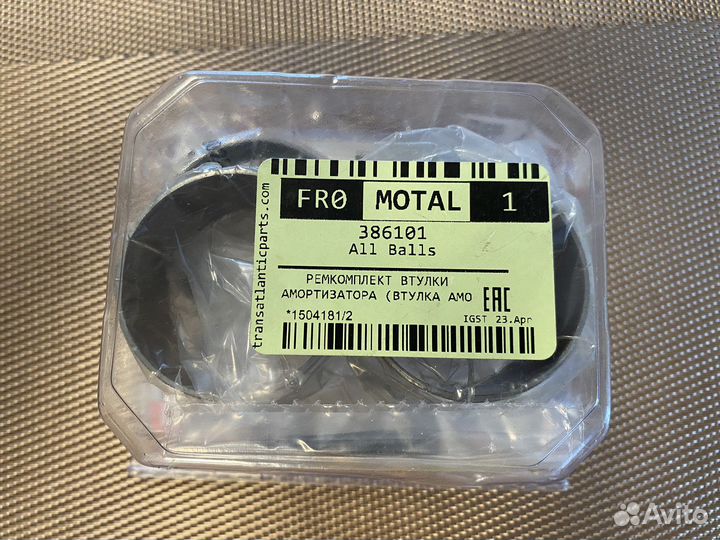 transatlanticparts.com
FR0 MOTAL 1
386101
All Balls
РЕМКОМПЛЕКТ ВТУЛКИ
АМОРТИЗАТОРА (ВТУЛКА АМО
EAC
*1504181/2
IGST 23.Apr
Avito